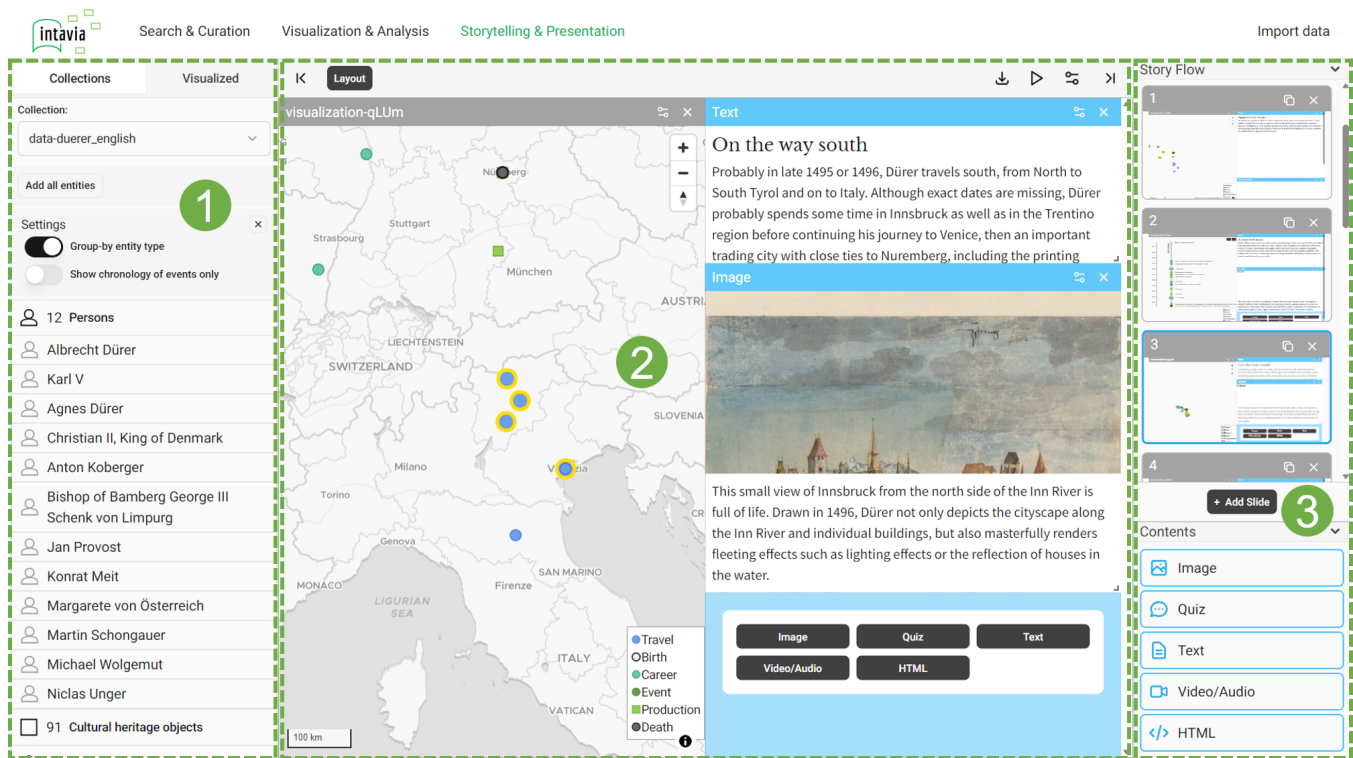 intavia
Search & Curation
Visualization & Analysis
Storytelling & Presentation
Import data
Collections
Visualized
Collection:
data-duerer_english
Add all entities
1
Settings
Group-by entity type
Show chronology of events only
12 Persons
Albrecht Dürer
Karl V
Agnes Dürer
Christian II, King of Denmark
Anton Koberger
Bishop of Bamberg George III
Schenk von Limpurg
Jan Provost
Konrat Meit
Margarete von Österreich
Martin Schongauer
Michael Wolgemut
Niclas Unger
91 Cultural heritage objects
Layout
visualization-qLUm
Stuttgart
Strasbourg
München
AUSTRI
LIECHTENSTEIN
SWITZERLAND
2
SLOVENIA
Milano
Torino
Genova
SAN MARINO
MONACO
Firenze
LIGURIAN
SEA
ITALY
VATICAN
100 km
Travel
Birth
Career
Event
Production
Death
Text
On the way south
Probably in late 1495 or 1496, Dürer travels south, from North to
South Tyrol and on to Italy. Although exact dates are missing, Dürer
probably spends some time in Innsbruck as well as in the Trentino
region before continuing his journey to Venice, then an important
trading city with close ties to Nuremberg, including the printing
Image
This small view of Innsbruck from the north side of the Inn River is
full of life. Drawn in 1496, Dürer not only depicts the cityscape along
the Inn River and individual buildings, but also masterfully renders
fleeting effects such as lighting effects or the reflection of houses in
the water.
Image
Quiz
Text
Video/Audio
HTML
Story Flow
1
2
3
4
+ Add Slide
3
Contents
Image
Quiz
Text
Video/Audio
HTML